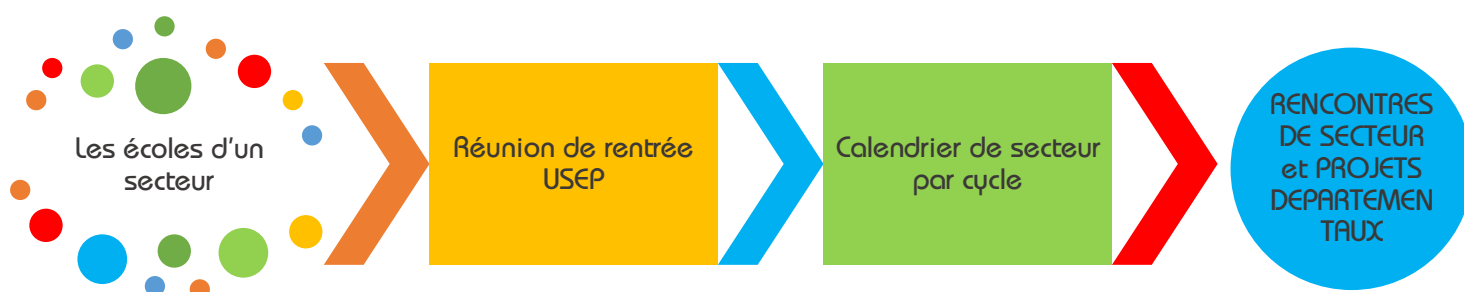 Les écoles d'un
secteur
Réunion de rentrée
USEP
Calendrier de secteur
par cycle
RENCONTRES
DE SECTEUR
et PROJETS
DEPARTEMEN
TAUX